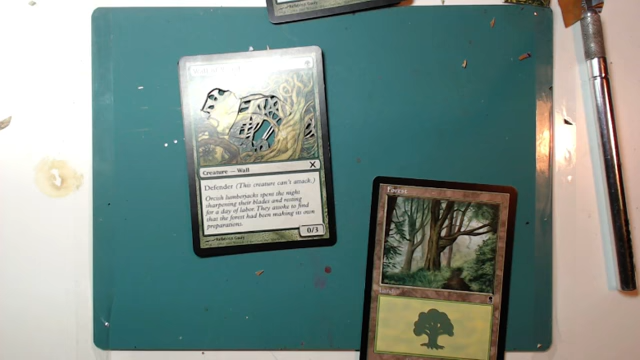 Creature — Wall
Defender (This creature can't attack.)
Orcish lumberjacks spent the night
sharpening their blades and resting
for a day of labor. They awoke to find
that the forest had been making its own
preparations.
0/3
Forest